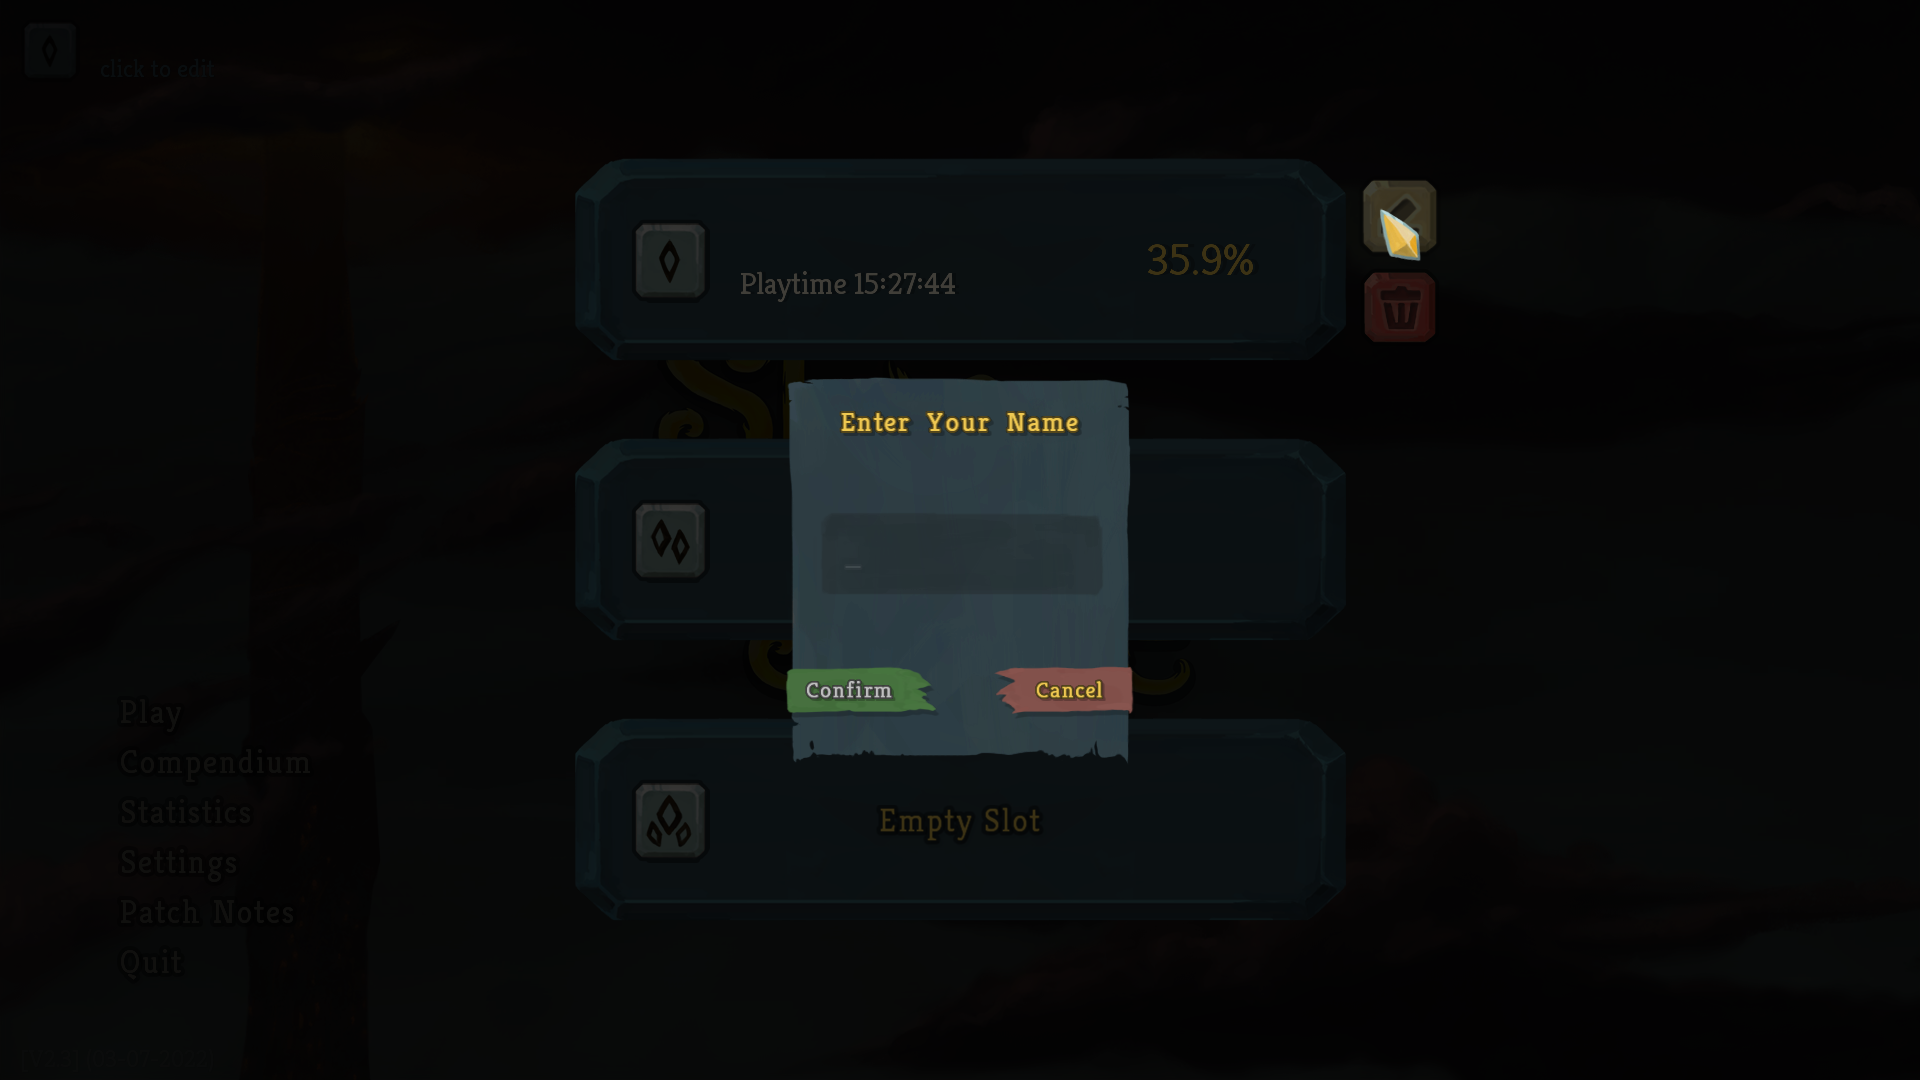 click to edit
35.9%
Playtime 15:27:44
Enter Your Name
_
Confirm
Cancel
Play
Compendium
Statistics
Settings
Patch Notes
Quit
Empty Slot